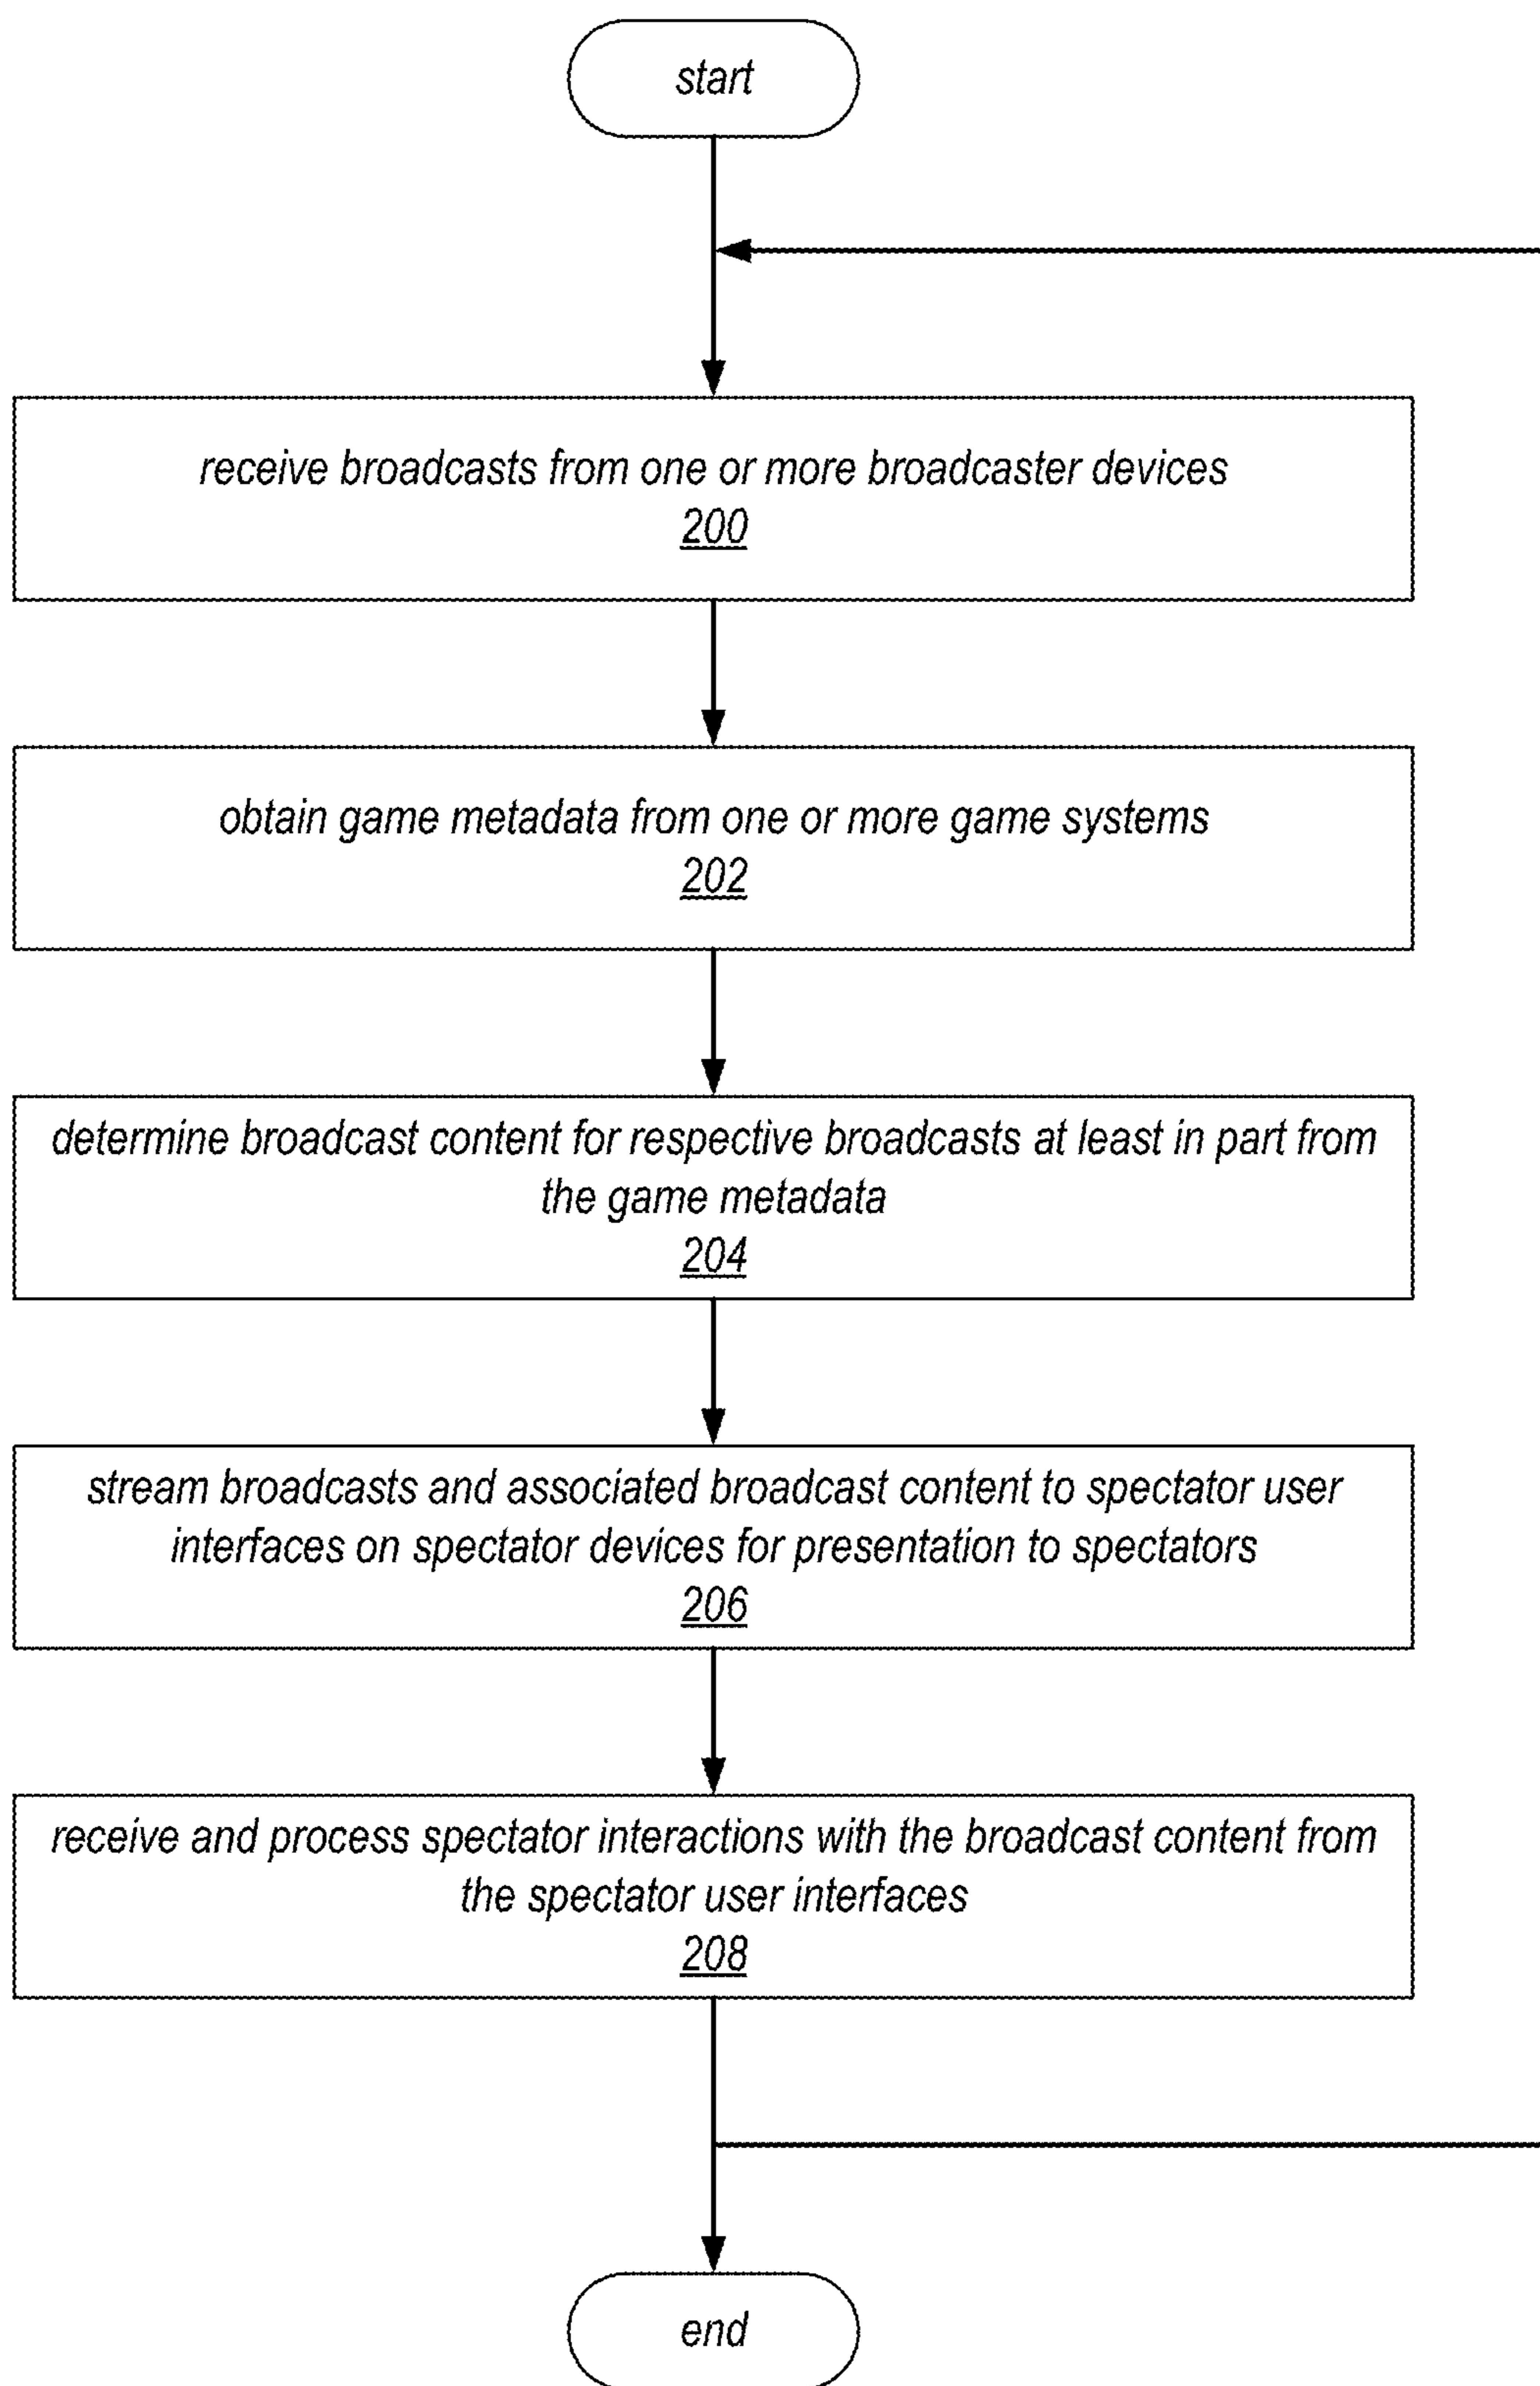 start
receive broadcasts from one or more broadcaster devices
200
obtain game metadata from one or more game systems
202
determine broadcast content for respective broadcasts at least in part from
the game metadata
204
stream broadcasts and associated broadcast content to spectator user
interfaces on spectator devices for presentation to spectators
206
receive and process spectator interactions with the broadcast content from
the spectator user interfaces
208
end